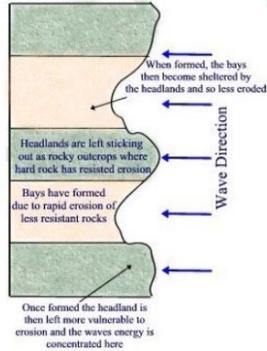 When formed, the bays
then become sheltered by
the headlands and so less eroded
Headlands are left sticking
out as rocky outcrops where
hard rock has resisted erosion
Bays have formed
due to rapid erosion of
less resistant rocks
Wave Direction
Once formed the headland is
then left more vulnerable to
erosion and the waves energy is
concentrated here